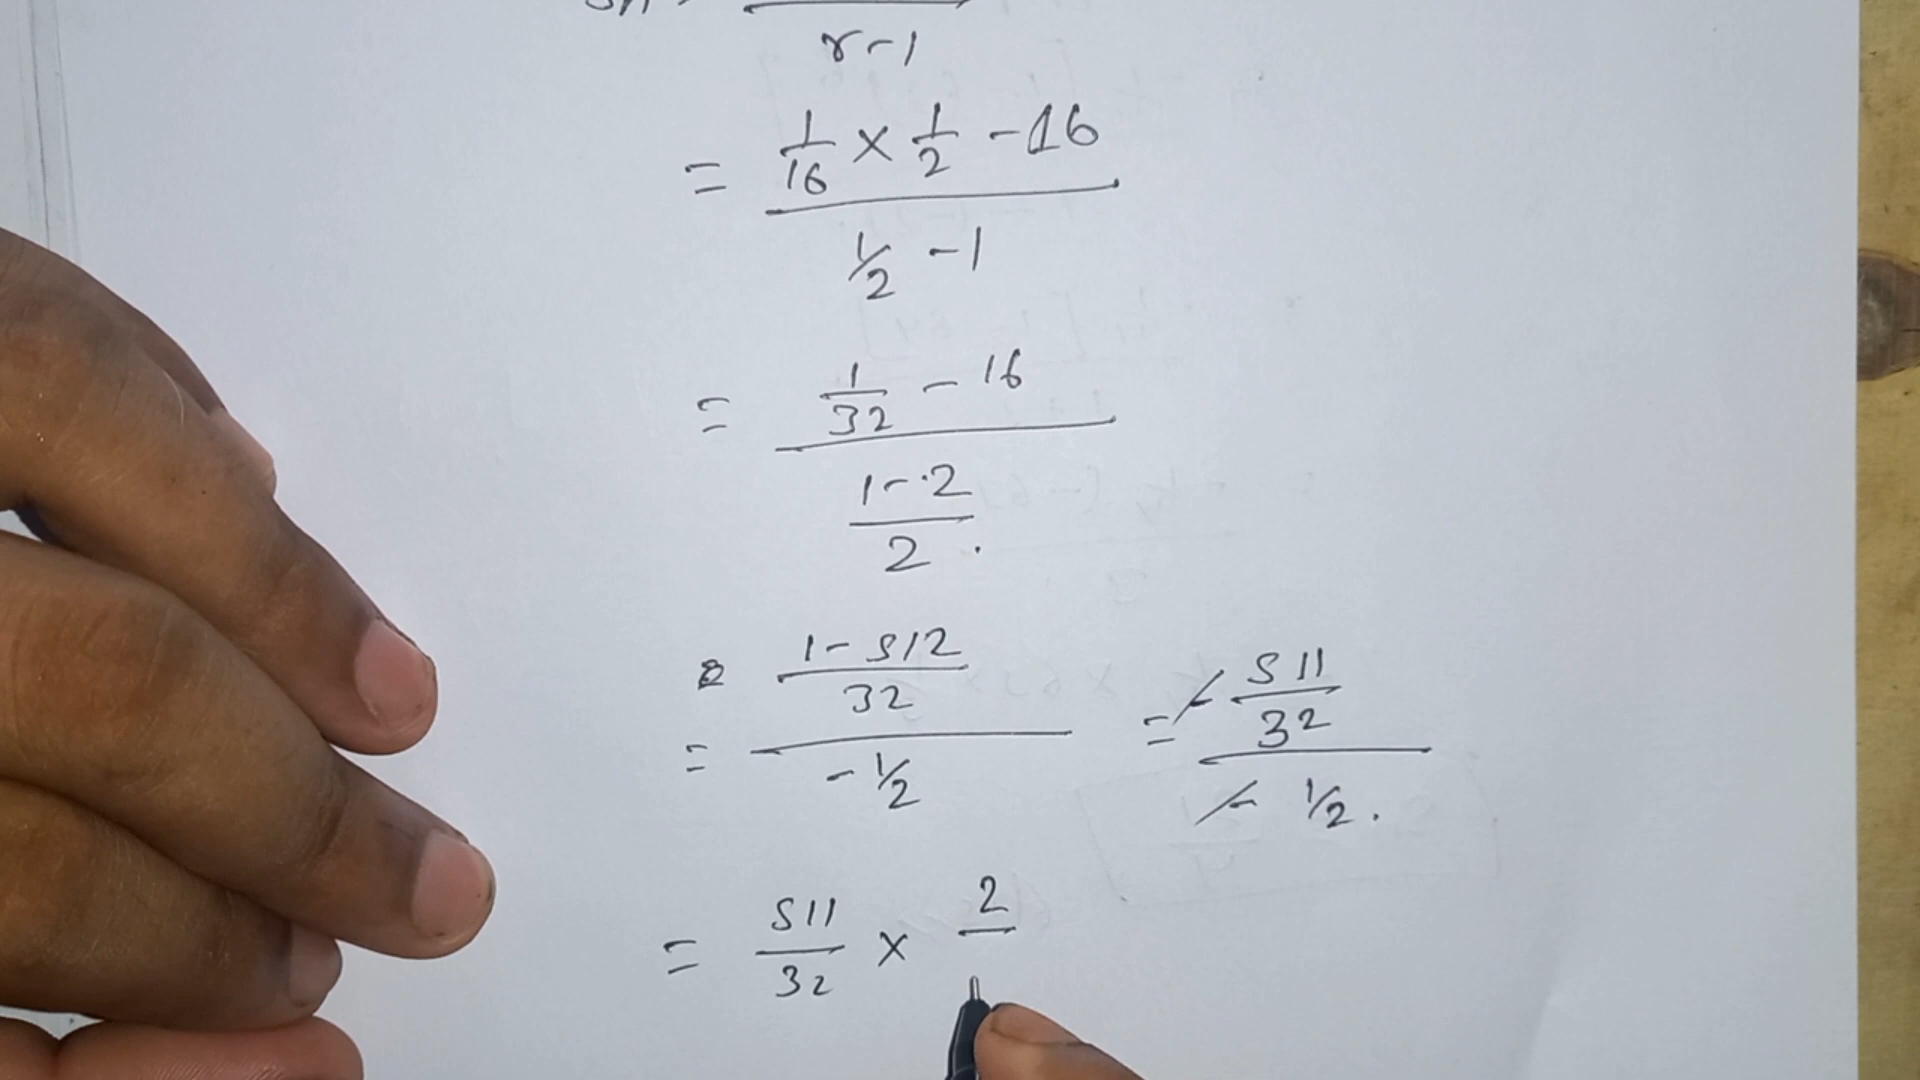 r-1
= 1/16 × 1/2 - 16
1/2 - 1
= 1/32 - 16
1-2
2
1-512
32
= -1/2
= -511/32
- 1/2.
= 511/32 × 2